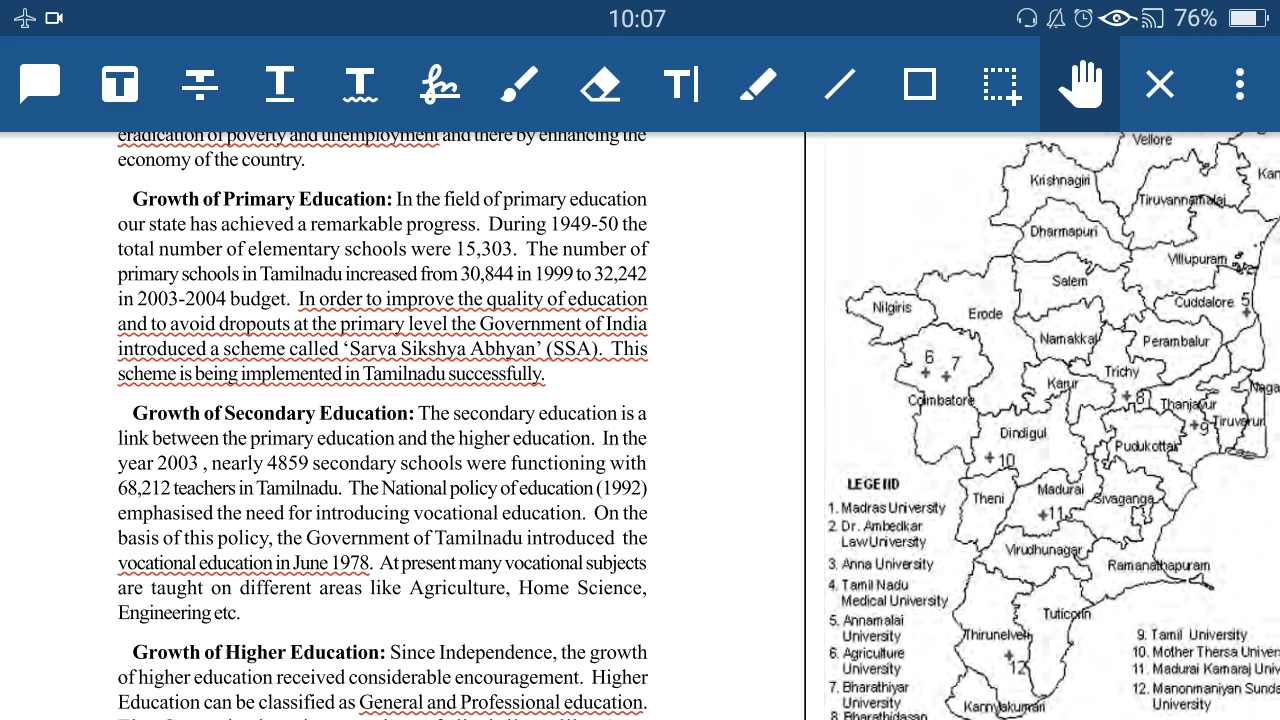 10:07
76%
eradication of poverty and unemployment and there by enhancing the
economy of the country.
Growth of Primary Education: In the field of primary education
our state has achieved a remarkable progress. During 1949-50 the
total number of elementary schools were 15,303. The number of
primary schools in Tamilnadu increased from 30,844 in 1999 to 32,242
in 2003-2004 budget. In order to improve the quality of education
and to avoid dropouts at the primary level the Government of India
introduced a scheme called ‘Sarva Sikshya Abhyan’ (SSA). This
scheme is being implemented in Tamilnadu successfully.
Growth of Secondary Education: The secondary education is a
link between the primary education and the higher education. In the
year 2003 , nearly 4859 secondary schools were functioning with
68,212 teachers in Tamilnadu. The National policy of education (1992)
emphasised the need for introducing vocational education. On the
basis of this policy, the Government of Tamilnadu introduced the
vocational education in June 1978. At present many vocational subjects
are taught on different areas like Agriculture, Home Science,
Engineering etc.
Growth of Higher Education: Since Independence, the growth
of higher education received considerable encouragement. Higher
Education can be classified as General and Professional education.
Vellore
Krishnagiri
Kan
Tiruvannamalai
Dharmapuri
Villupuram
Salem
Nilgiris
Erode
Cuddalore 5
Namakkal
Perambalur
6
7
Trichy
Karur
Coimbatore
8
Thanjavur
Naga
9
Tiruvarur
Dindigul
Pudukottai
10
Theni
Madurai
Sivaganga
11
Virudhunagar
Ramanathapuram
Tuticorin
Thirunelveli
12
Kannyakumari
LEGEND
1. Madras University
2. Dr. Ambedkar
Law University
3. Anna University
4. Tamil Nadu
Medical University
5. Annamalai
University
6. Agriculture
University
7. Bharathiyar
University
8. Bharathidasan
9. Tamil University
10. Mother Thersa Univer
11. Madurai Kamaraj Univ
12. Manonmaniyan Sunda
University